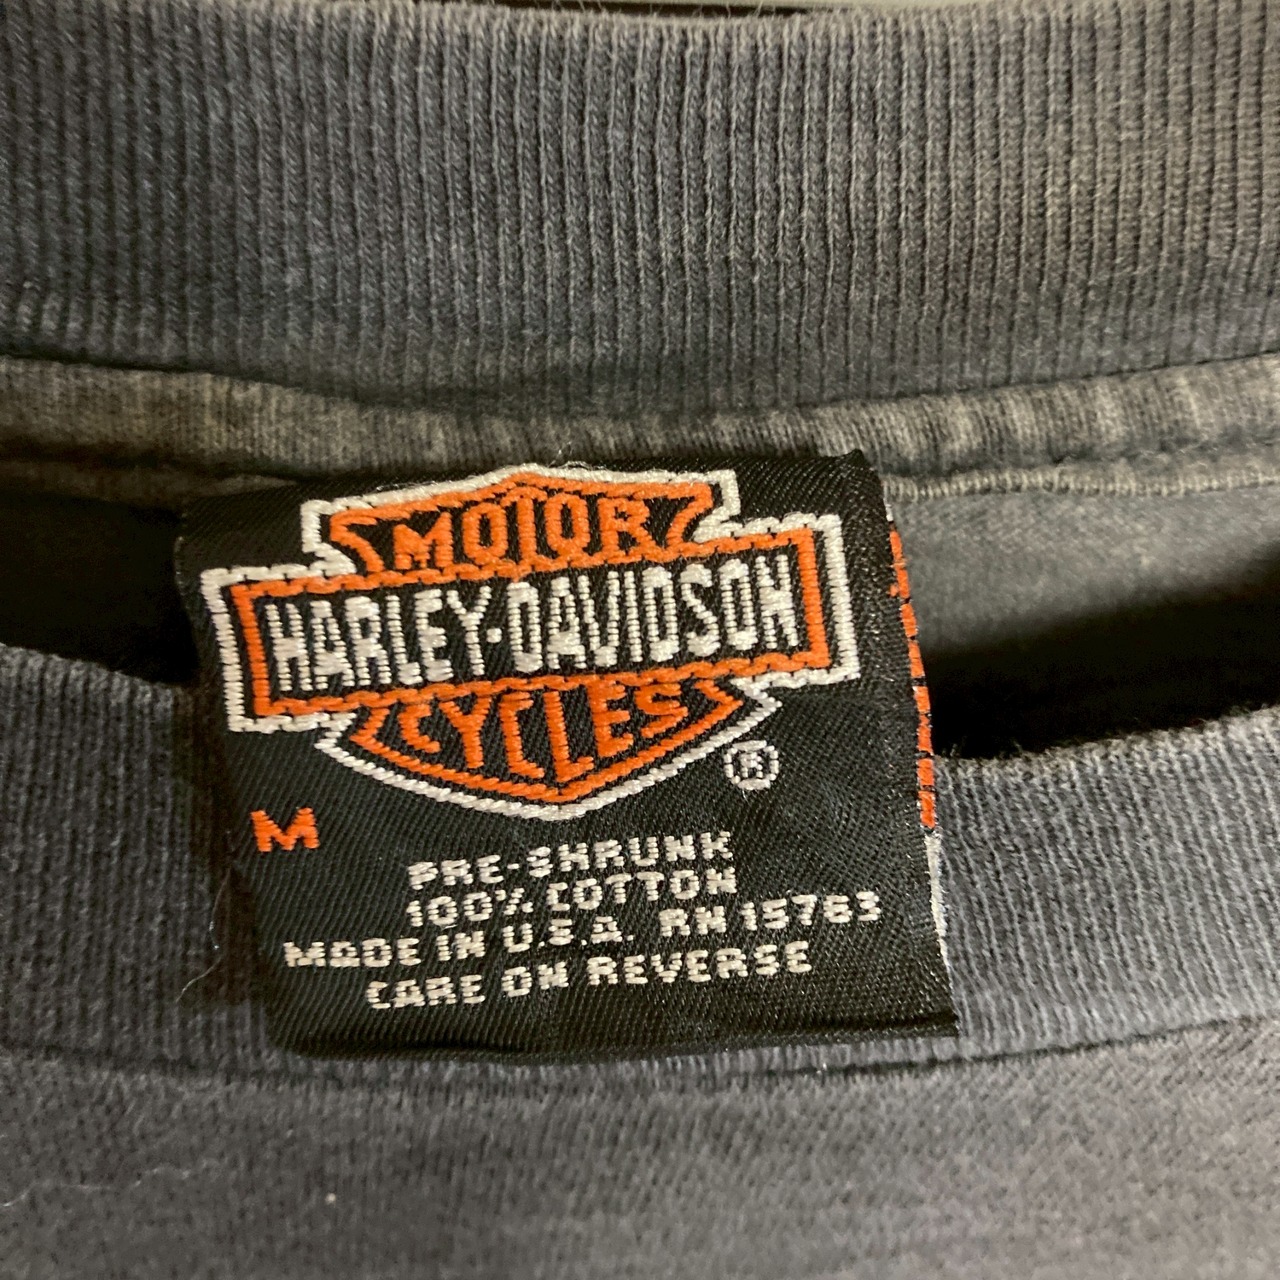 MOTOR
HARLEY-DAVIDSON
CYCLES
®
M
PRE-SHRUNK
100% COTTON
MADE IN U.S.A. RN 15763
CARE ON REVERSE